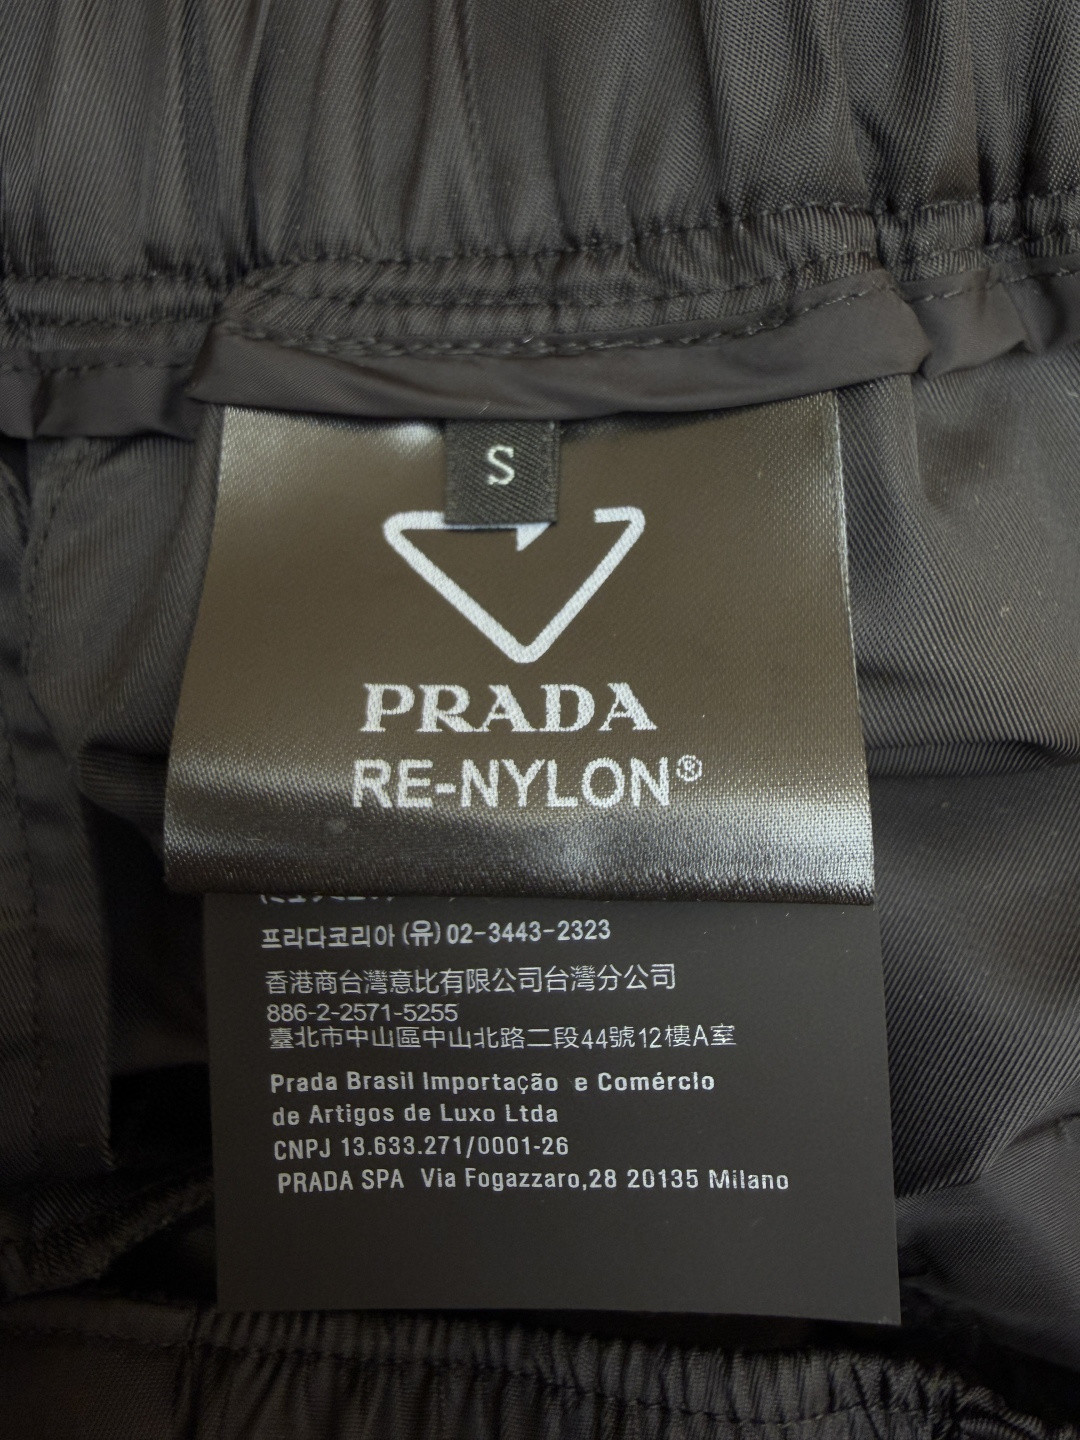 S
PRADA
RE-NYLON®
프라다코리아 (유) 02-3443-2323
香港商台灣意比有限公司台灣分公司
886-2-2571-5255
臺北市中山區中山北路二段44號12樓A室
Prada Brasil Importação e Comércio
de Artigos de Luxo Ltda
CNPJ 13.633.271/0001-26
PRADA SPA Via Fogazzaro,28 20135 Milano